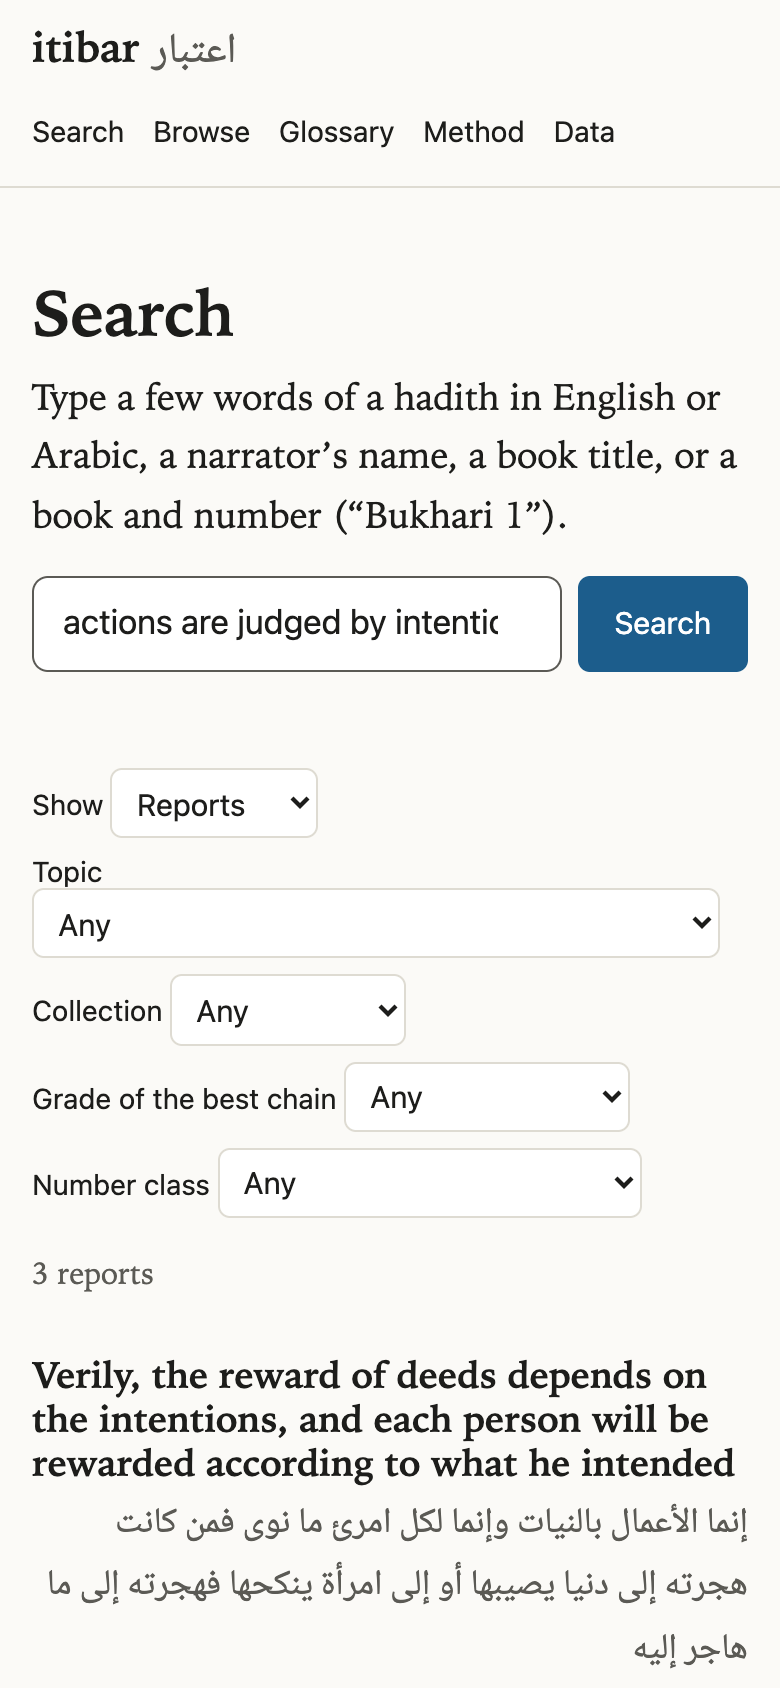 itibar اعتبار
Search Browse Glossary Method Data
Search
Type a few words of a hadith in English or
Arabic, a narrator’s name, a book title, or a
book and number (“Bukhari 1”).
actions are judged by intentic
Search
Show Reports
Topic
Any
Collection Any
Grade of the best chain Any
Number class Any
3 reports
Verily, the reward of deeds depends on
the intentions, and each person will be
rewarded according to what he intended
إنما الأعمال بالنيات وإنما لكل امرئ ما نوى فمن كانت
هجرته إلى دنيا يصيبها أو إلى امرأة ينكحها فهجرته إلى ما
هاجر إليه